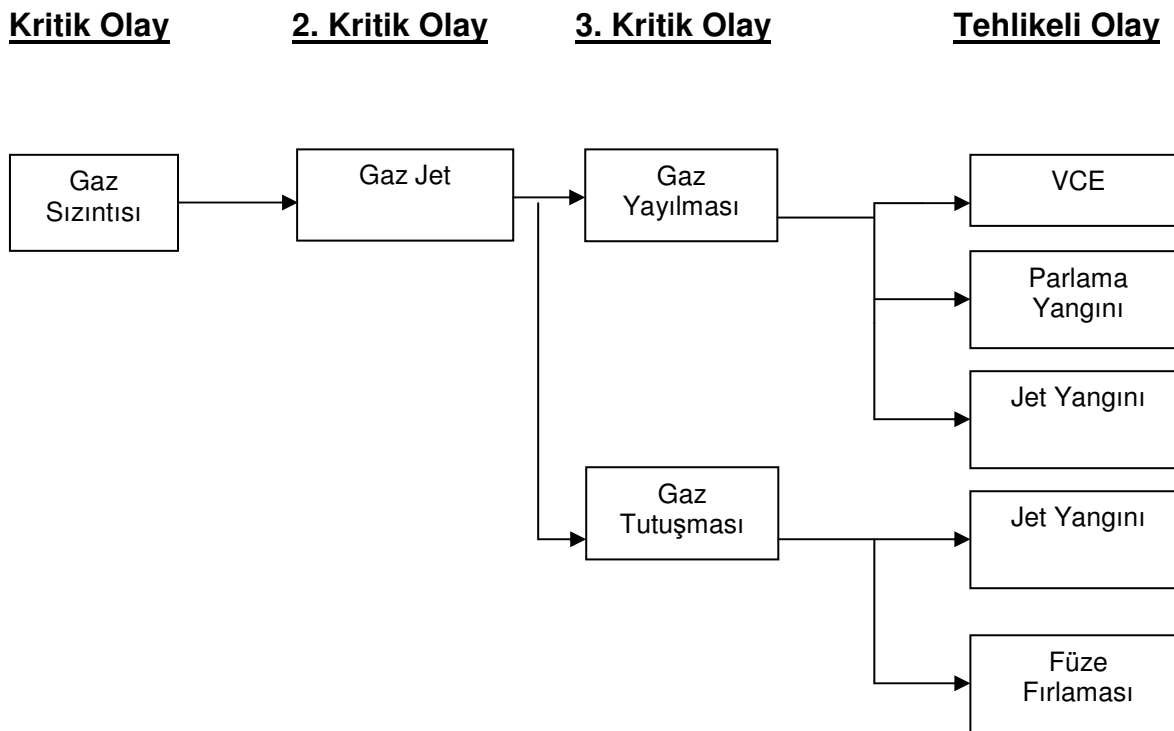 Kritik Olay
2. Kritik Olay
3. Kritik Olay
Tehlikeli Olay
Gaz
Sızıntısı
Gaz Jet
Gaz
Yayılması
VCE
Parlama
Yangını
Jet Yangını
Gaz
Tutuşması
Jet Yangını
Füze
Fırlaması